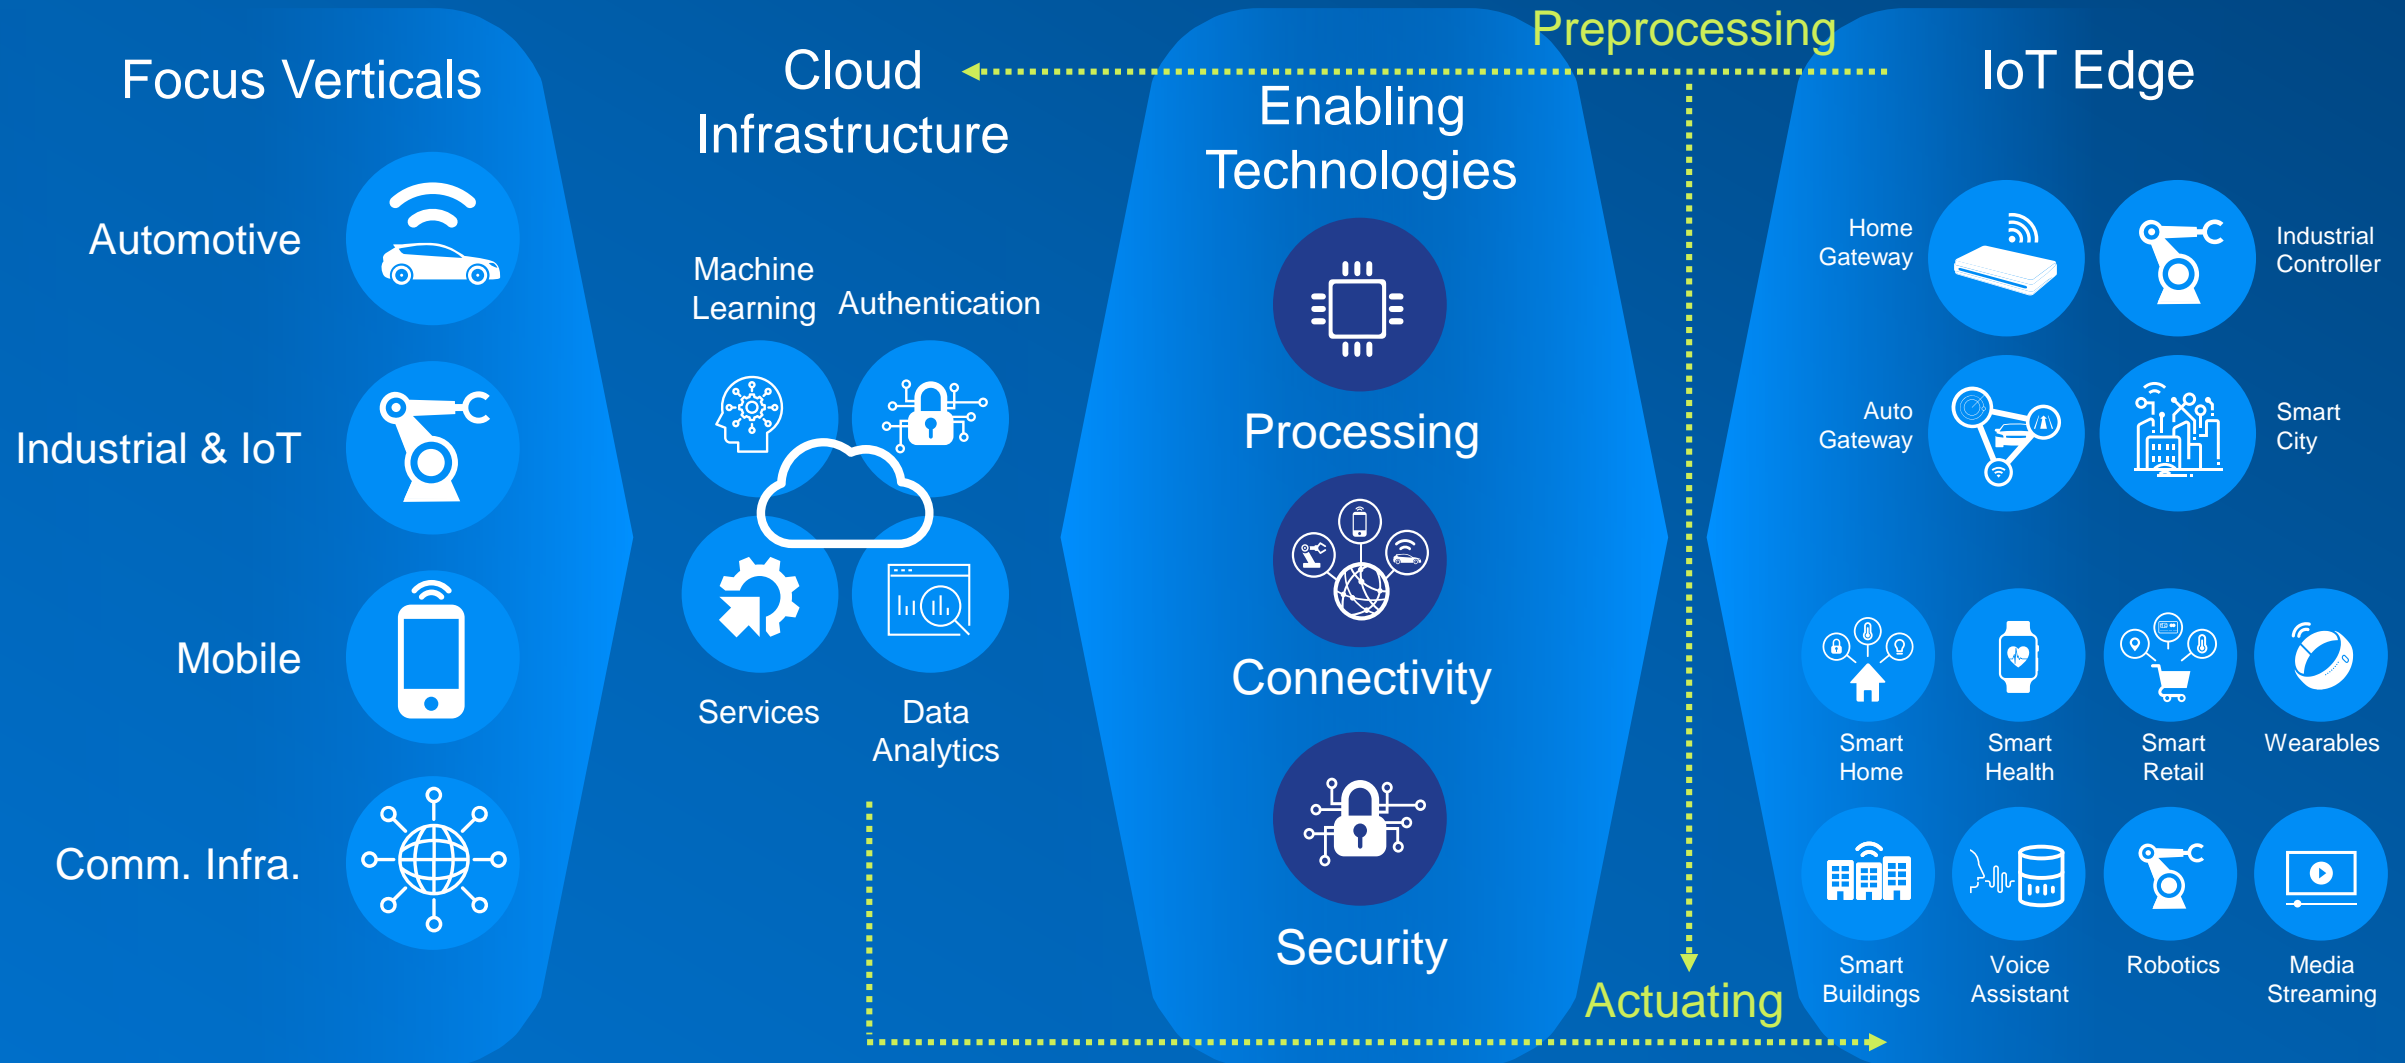 Focus Verticals
Automotive
Industrial & IoT
Mobile
Comm. Infra.
Cloud
Infrastructure
Machine
Learning
Authentication
Services
Data
Analytics
Enabling
Technologies
Processing
Connectivity
Security
Preprocessing
Actuating
IoT Edge
Home
Gateway
Industrial
Controller
Auto
Gateway
Smart
City
Smart
Home
Smart
Health
Smart
Retail
Wearables
Smart
Buildings
Voice
Assistant
Robotics
Media
Streaming